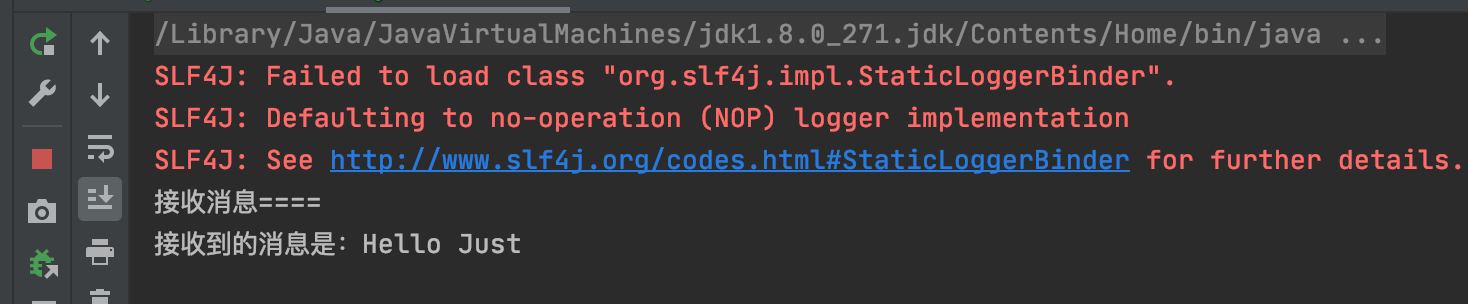 /Library/Java/JavaVirtualMachines/jdk1.8.0_271.jdk/Contents/Home/bin/java ...
SLF4J: Failed to load class "org.slf4j.impl.StaticLoggerBinder".
SLF4J: Defaulting to no-operation (NOP) logger implementation
SLF4J: See http://www.slf4j.org/codes.html#StaticLoggerBinder for further details.
接收消息====
接收到的消息是：Hello Just